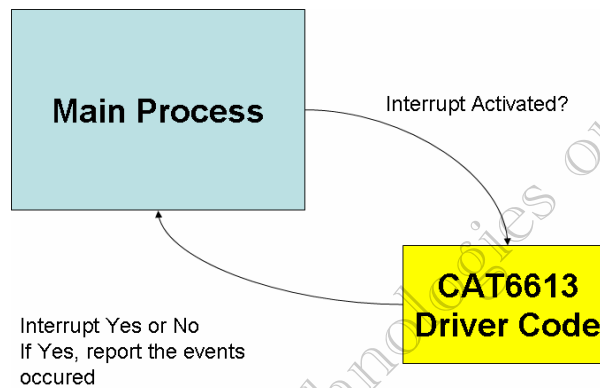 Main Process
Interrupt Activated?
CAT6613
Driver Code
Interrupt Yes or No
If Yes, report the events
occured